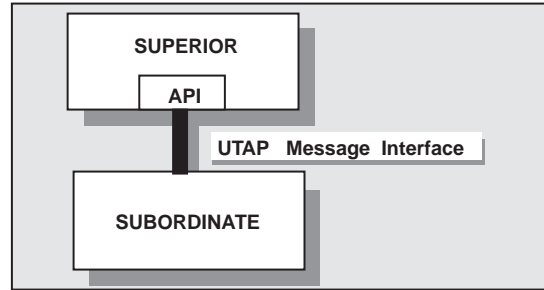 SUPERIOR
API
UTAP Message Interface
SUBORDINATE